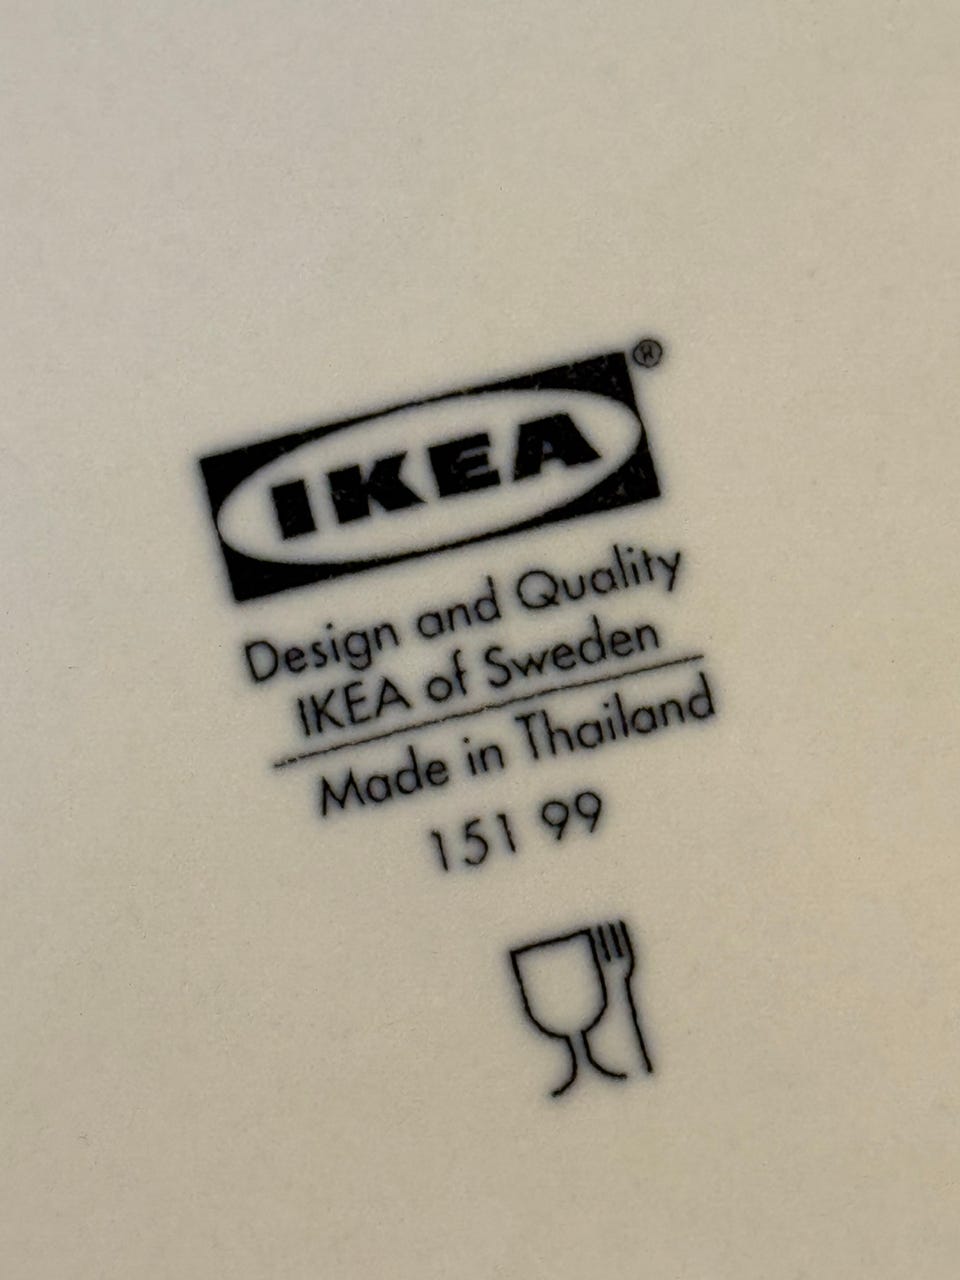 IKEA®
Design and Quality
IKEA of Sweden
Made in Thailand
151 99